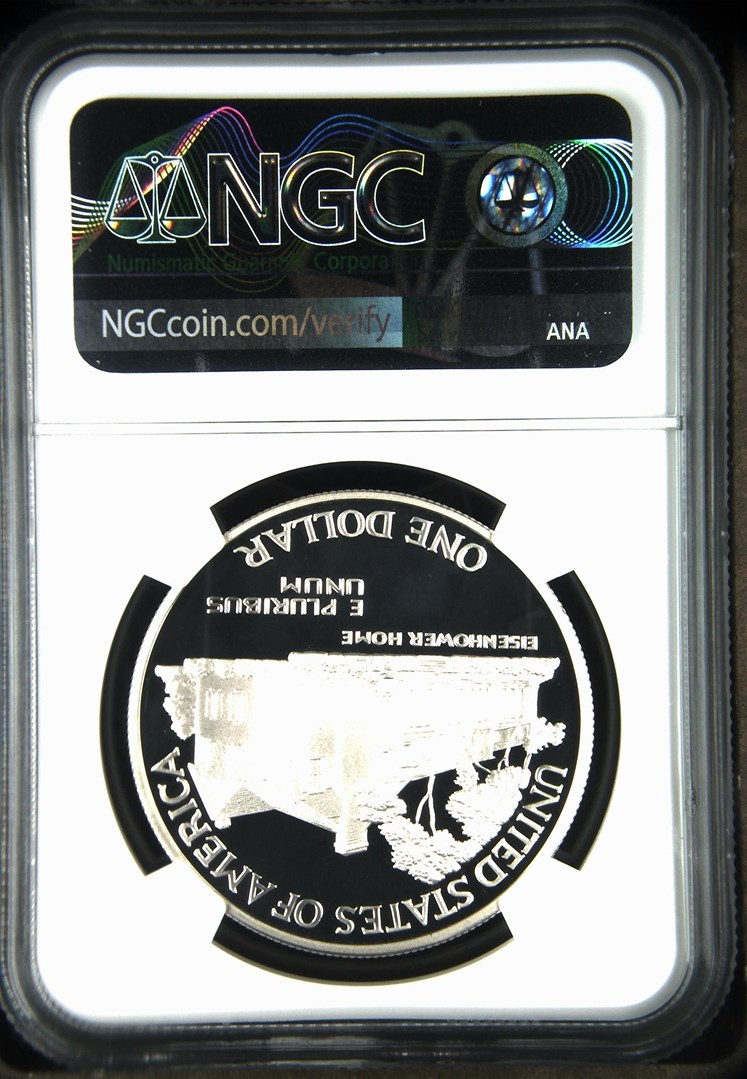 NGC
Numismatic Guaranty Corporation
NGCcoin.com/verify
ANA
UNITED STATES OF AMERICA
EISENHOWER HOME
E PLURIBUS
UNUM
ONE DOLLAR